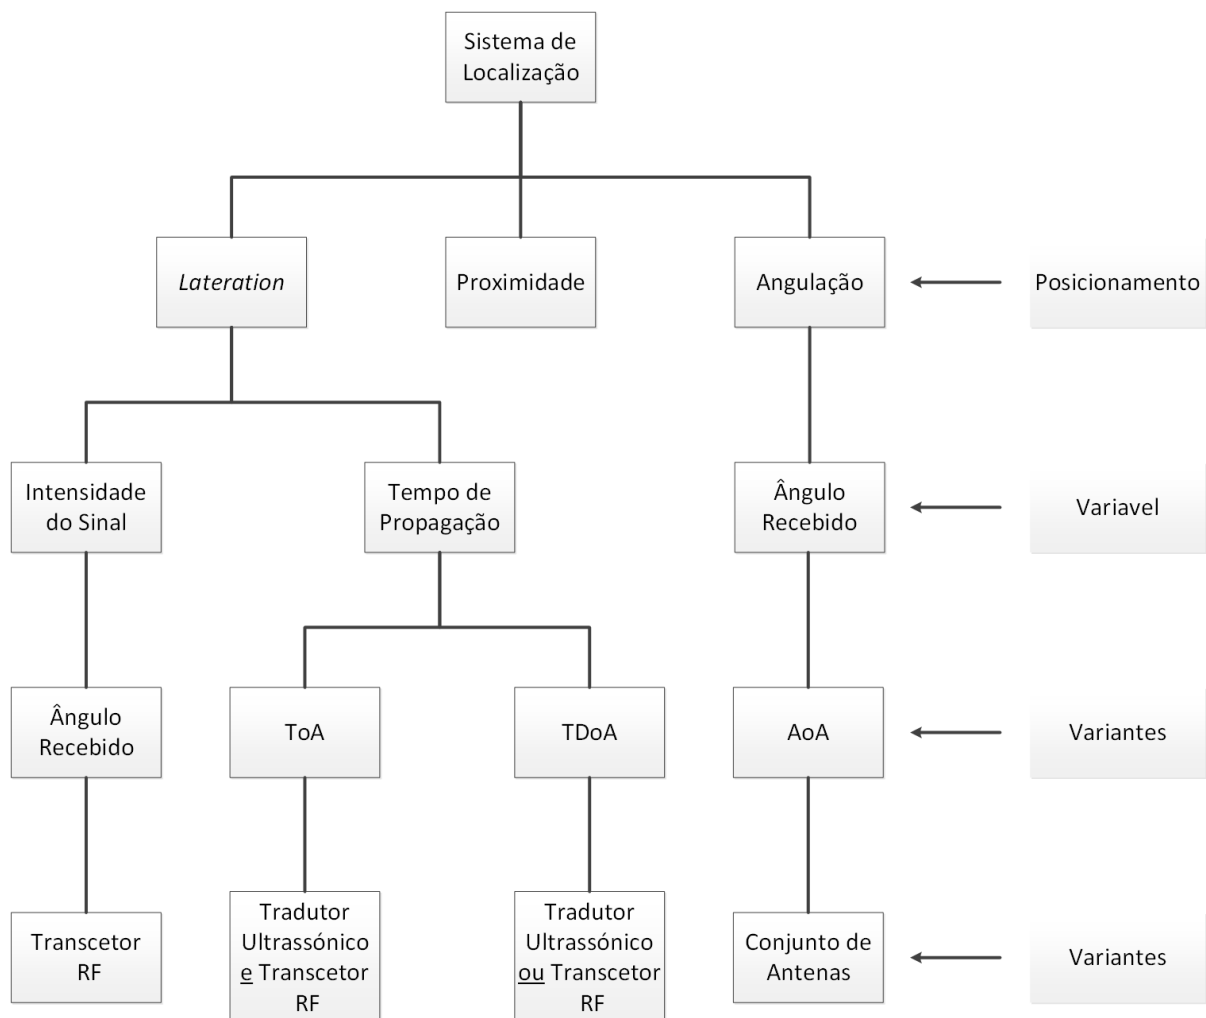 Sistema de
Localização
Lateration
Proximidade
Angulação
Posicionamento
Intensidade
do Sinal
Tempo de
Propagação
Ângulo
Recebido
Variavel
Ângulo
Recebido
ToA
TDoA
AoA
Variantes
Transcetor
RF
Tradutor
Ultrassónico
e Transcetor
RF
Tradutor
Ultrassónico
ou Transcetor
RF
Conjunto de
Antenas
Variantes